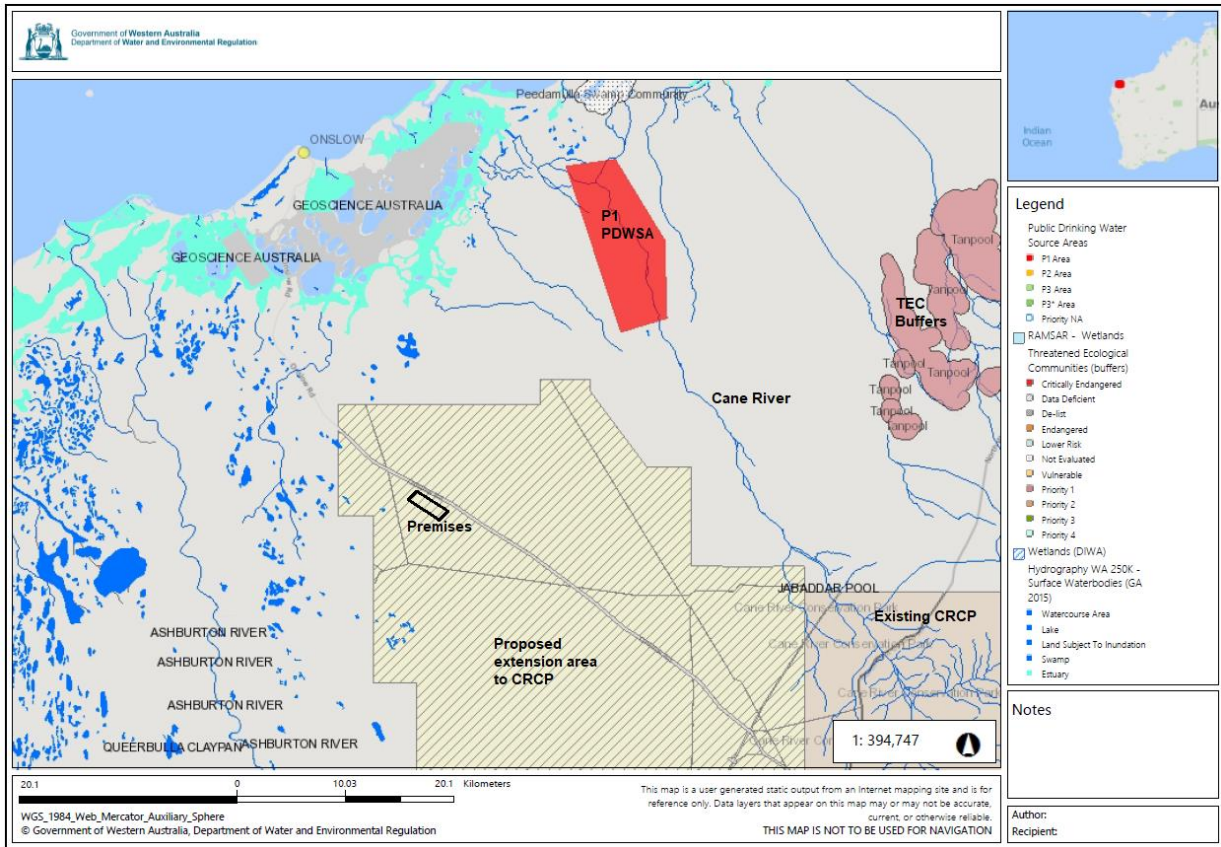 Government of Western Australia
Department of Water and Environmental Regulation
Indian
Ocean
Peedamulla Swamp Community
ONSLOW
GEOSCIENCE AUSTRALIA
GEOSCIENCE AUSTRALIA
P1
PDWSA
Tanpool
Tanpool
TEC
Buffers
Tanpool
Tanpool
Tanpool
Tanpool
Tanpool
Cane River
Premises
JABADDAR POOL
Cane River Conservation Park
Existing CRCP
Cane River Conservation Park
Cane River Conservation Park
Proposed
extension area
to CRCP
ASHBURTON RIVER
ASHBURTON RIVER
ASHBURTON RIVER
QUEERBULLA CLAYPAN
ASHBURTON RIVER
1: 394,747
Legend
Public Drinking Water
Source Areas
P1 Area
P2 Area
P3 Area
P3* Area
Priority NA
RAMSAR - Wetlands
Threatened Ecological
Communities (buffers)
Critically Endangered
Data Deficient
De-list
Endangered
Lower Risk
Not Evaluated
Vulnerable
Priority 1
Priority 2
Priority 3
Priority 4
Wetlands (DIWA)
Hydrography WA 250K -
Surface Waterbodies (GA
2015)
Watercourse Area
Lake
Land Subject To Inundation
Swamp
Estuary
Notes
Author:
Recipient:
20.1 0 10.03 20.1 Kilometers
WGS_1984_Web_Mercator_Auxiliary_Sphere
© Government of Western Australia, Department of Water and Environmental Regulation
This map is a user generated static output from an Internet mapping site and is for
reference only. Data layers that appear on this map may or may not be accurate,
current, or otherwise reliable.
THIS MAP IS NOT TO BE USED FOR NAVIGATION